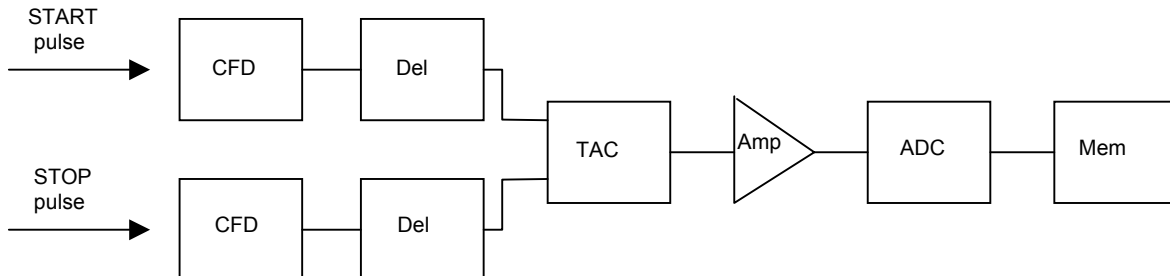 START
pulse
CFD
Del
TAC
Amp
ADC
Mem
STOP
pulse
CFD
Del